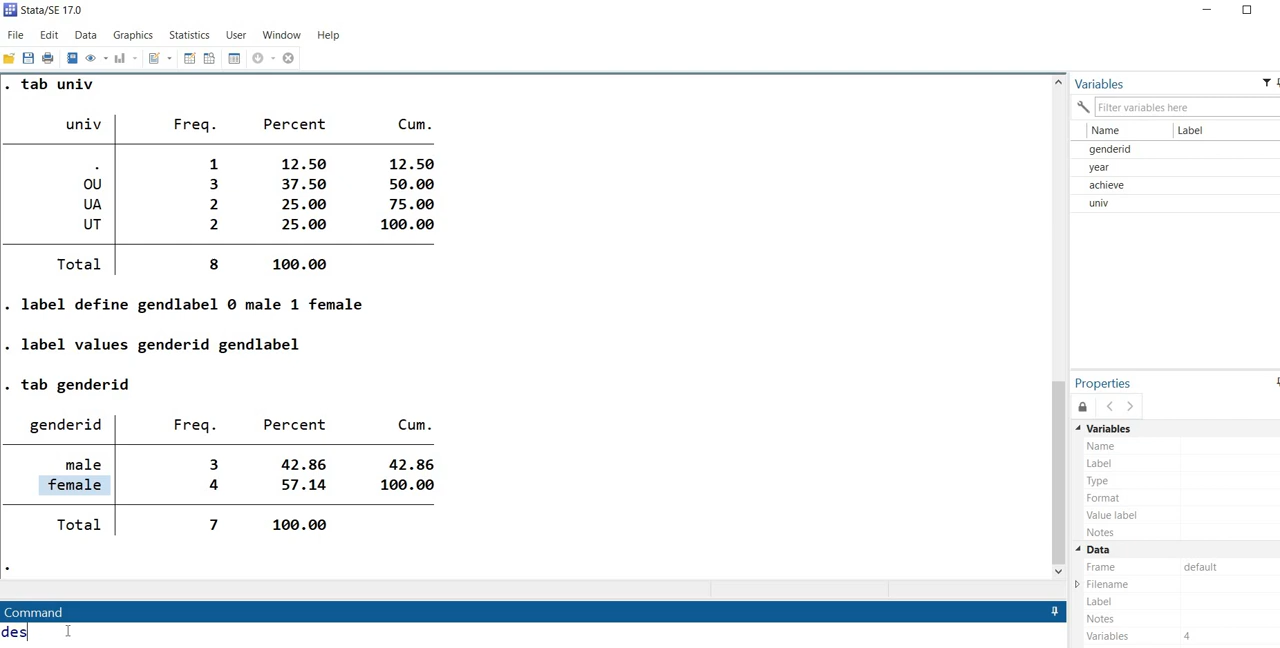 Stata/SE 17.0
File Edit Data Graphics Statistics User Window Help
. tab univ
univ Freq. Percent Cum.
. 1 12.50 12.50
OU 3 37.50 50.00
UA 2 25.00 75.00
UT 2 25.00 100.00
Total 8 100.00
. label define gendlabel 0 male 1 female
. label values genderid gendlabel
. tab genderid
genderid Freq. Percent Cum.
male 3 42.86 42.86
female 4 57.14 100.00
Total 7 100.00
.
Command
des
Variables
Filter variables here
Name Label
genderid
year
achieve
univ
Properties
Variables
Name
Label
Type
Format
Value label
Notes
Data
Frame default
Filename
Label
Notes
Variables 4